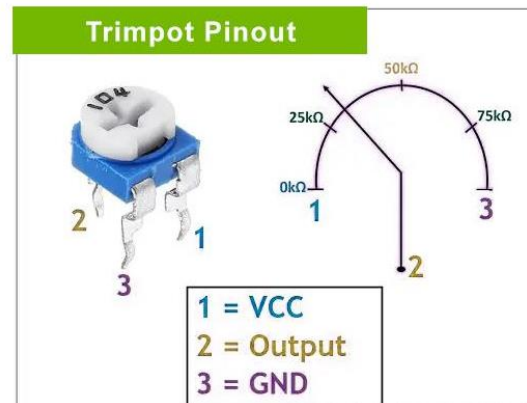 Trimpot Pinout
104
2
3
1
50kΩ
25kΩ
75kΩ
0kΩ
1
3
2
1 = VCC
2 = Output
3 = GND